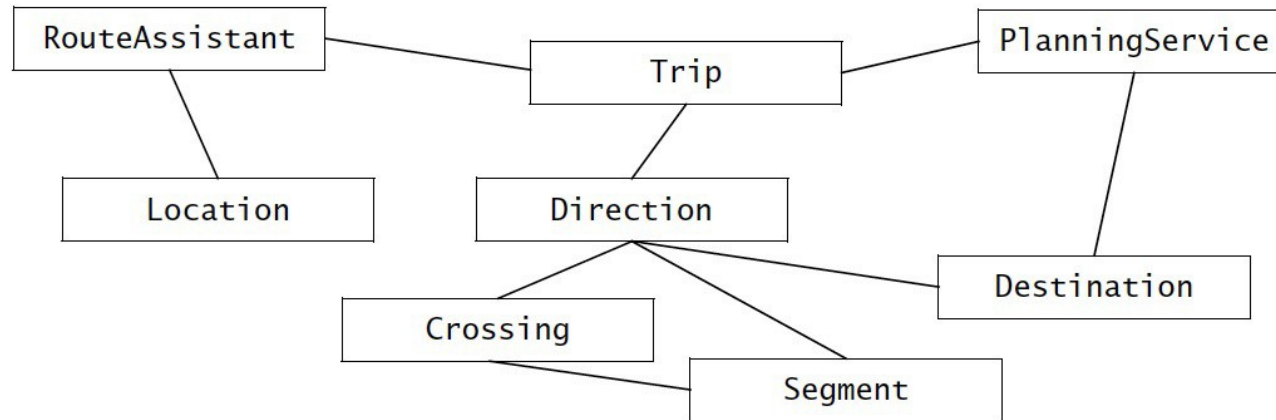 RouteAssistant
Trip
PlanningService
Location
Direction
Destination
Crossing
Segment